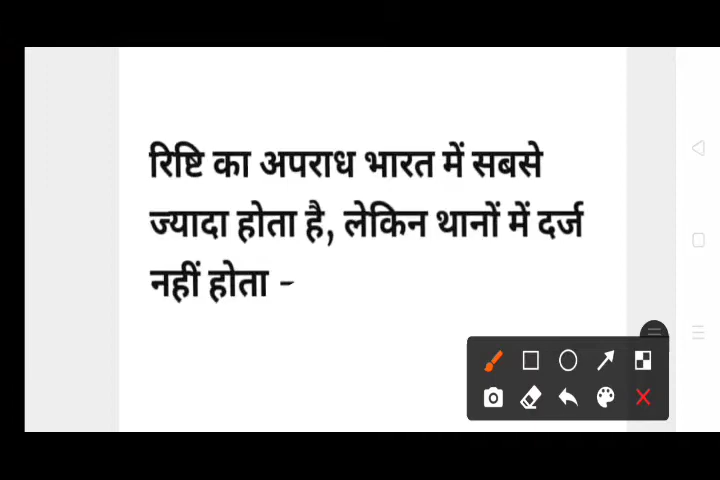 रिष्टि का अपराध भारत में सबसे
ज्यादा होता है, लेकिन थानों में दर्ज
नहीं होता -